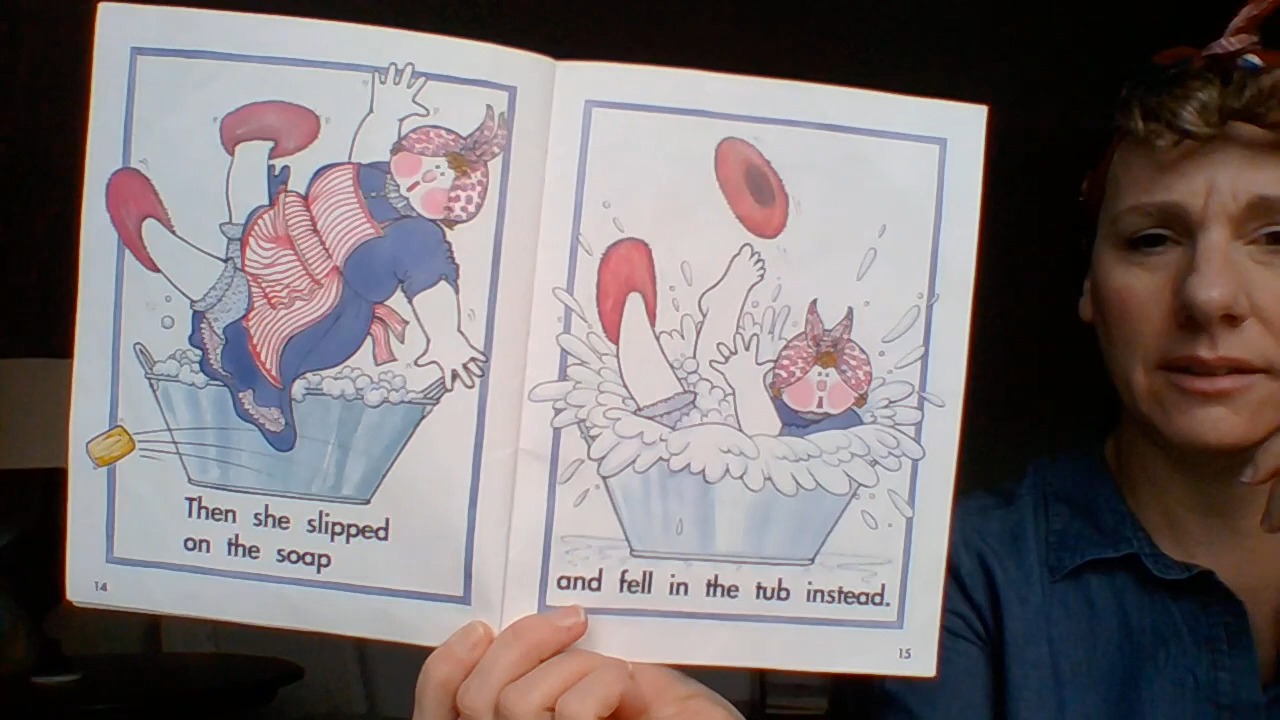 Then she slipped
on the soap
14
and fell in the tub instead.
15